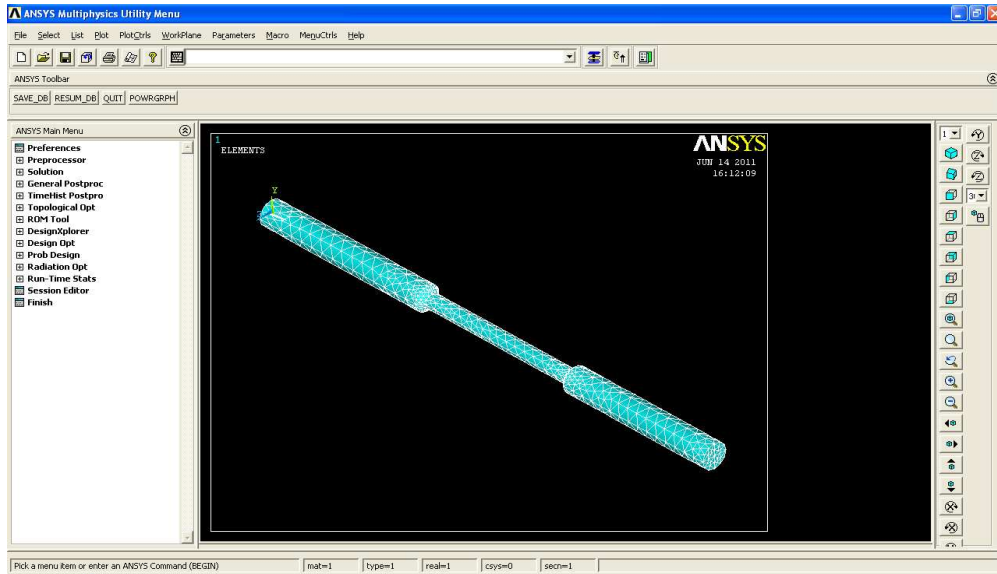 ANSYS Multiphysics Utility Menu
File Select List Plot PlotCtrls WorkPlane Parameters Macro MenuCtrls Help
ANSYS Toolbar
SAVE_DB RESUM_DB QUIT POWRGRPH
ANSYS Main Menu
Preferences
Preprocessor
Solution
General Postproc
TimeHist Postpro
Topological Opt
ROM Tool
DesignXplorer
Design Opt
Prob Design
Radiation Opt
Run-Time Stats
Session Editor
Finish
1
ELEMENTS
ANSYS
JUN 14 2011
16:12:09
Y
1
Pick a menu item or enter an ANSYS Command (BEGIN) mat=1 type=1 real=1 csys=0 secn=1